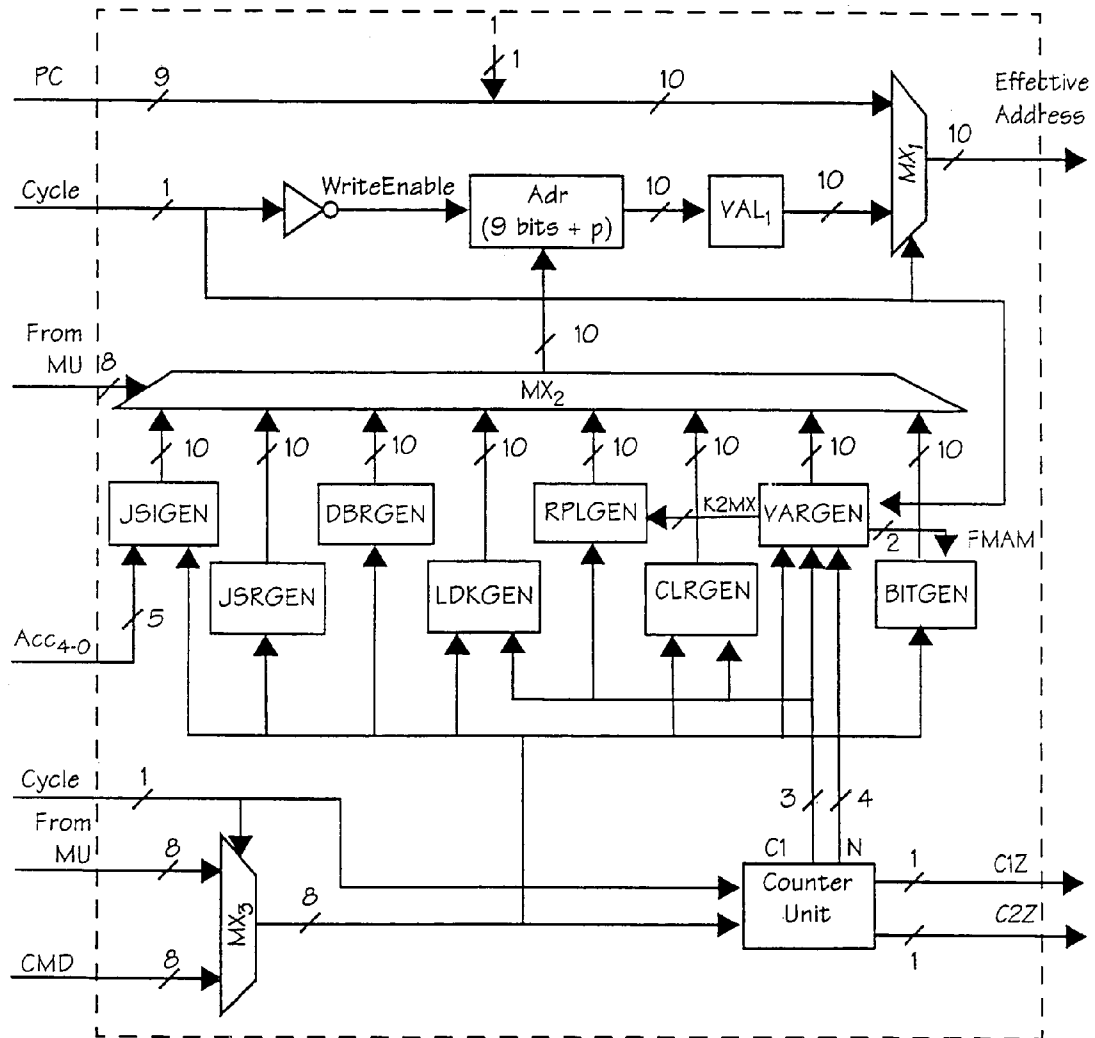 1
1
PC
9
10
Effective
Address
10
MX1
Cycle
1
WriteEnable
Adr
(9 bits + p)
10
VAL1
10
From
MU
8
10
MX2
10
10
10
10
10
10
10
10
JSIGEN
DBRGEN
RPLGEN
K2MX
VARGEN
2
FMAM
JSRGEN
LDKGEN
CLRGEN
BITGEN
5
Acc4-0
Cycle
1
From
MU
8
3
4
C1
N
MX3
8
Counter
Unit
1
C1Z
C2Z
1
CMD
8